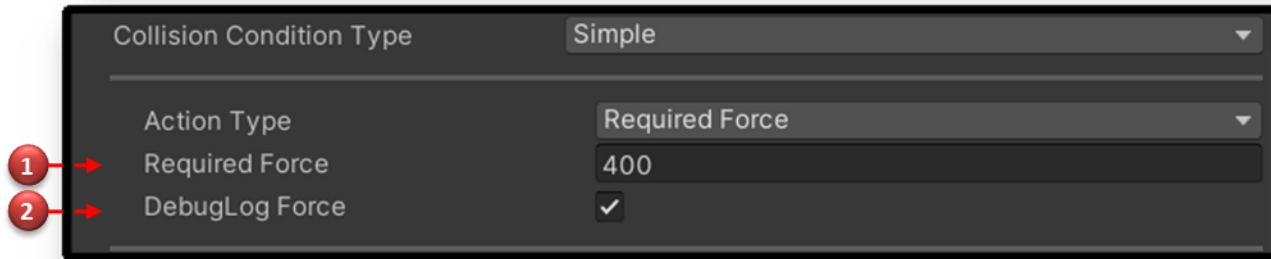 Collision Condition Type Simple
Action Type Required Force
1 Required Force 400
2 DebugLog Force